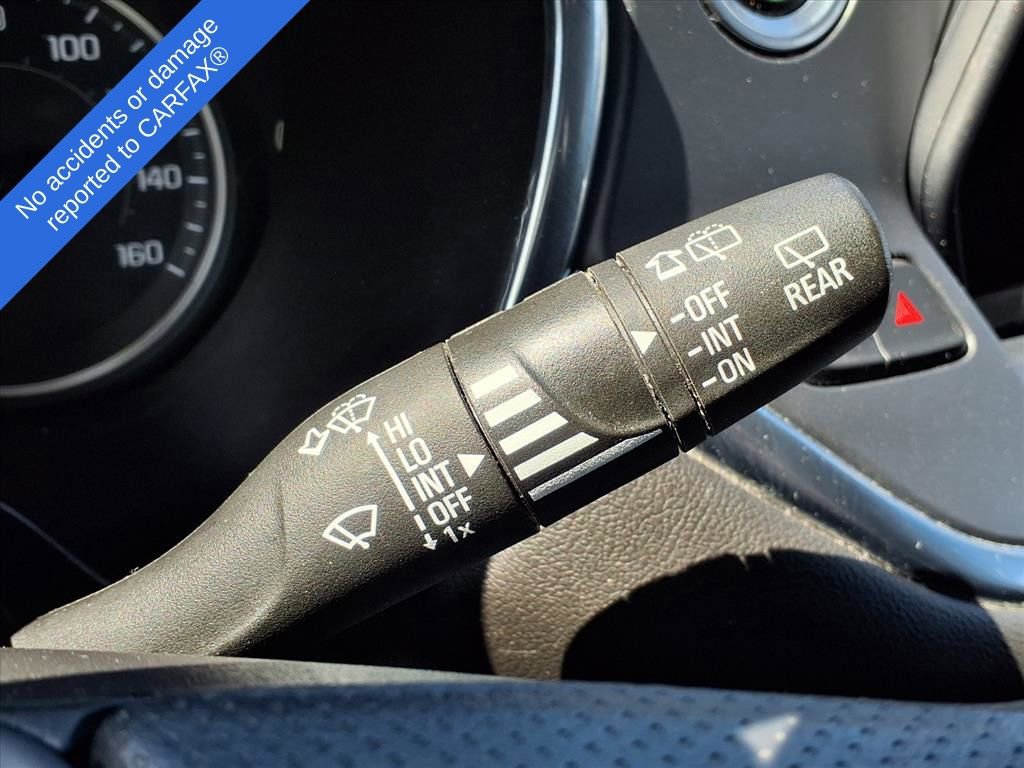 No accidents or damage
reported to CARFAX®
100
140
160
HI
LO
INT
OFF
1x
-OFF
-INT
-ON
REAR